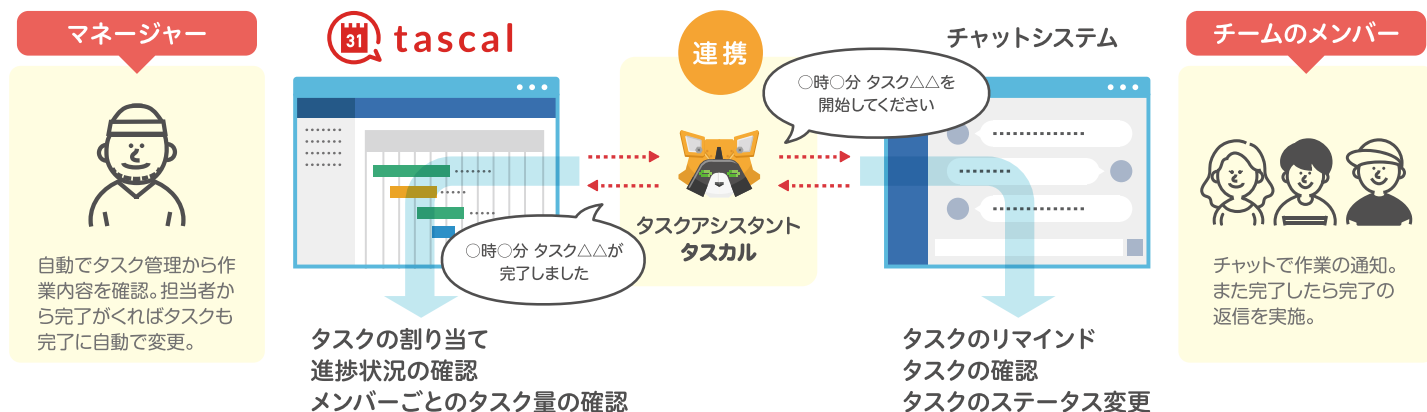 マネージャー
自動でタスク管理から作
業内容を確認。担当者か
ら完了がくればタスクも
完了に自動で変更。
31
tascal
○時○分 タスク△△が
完了しました
タスクの割り当て
進捗状況の確認
メンバーごとのタスク量の確認
連携
タスクアシスタント
タスカル
○時○分 タスク△△を
開始してください
チャットシステム
タスクのリマインド
タスクの確認
タスクのステータス変更
チームのメンバー
チャットで作業の通知。
また完了したら完了の
返信を実施。